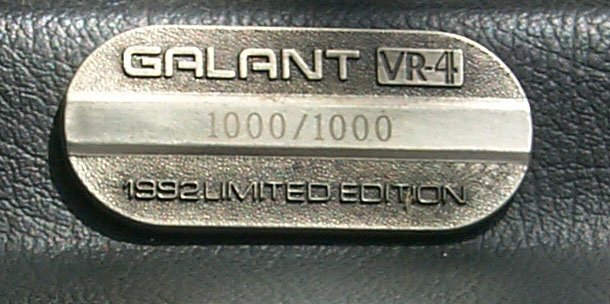 GALANT VR-4
1000/1000
1992 LIMITED EDITION